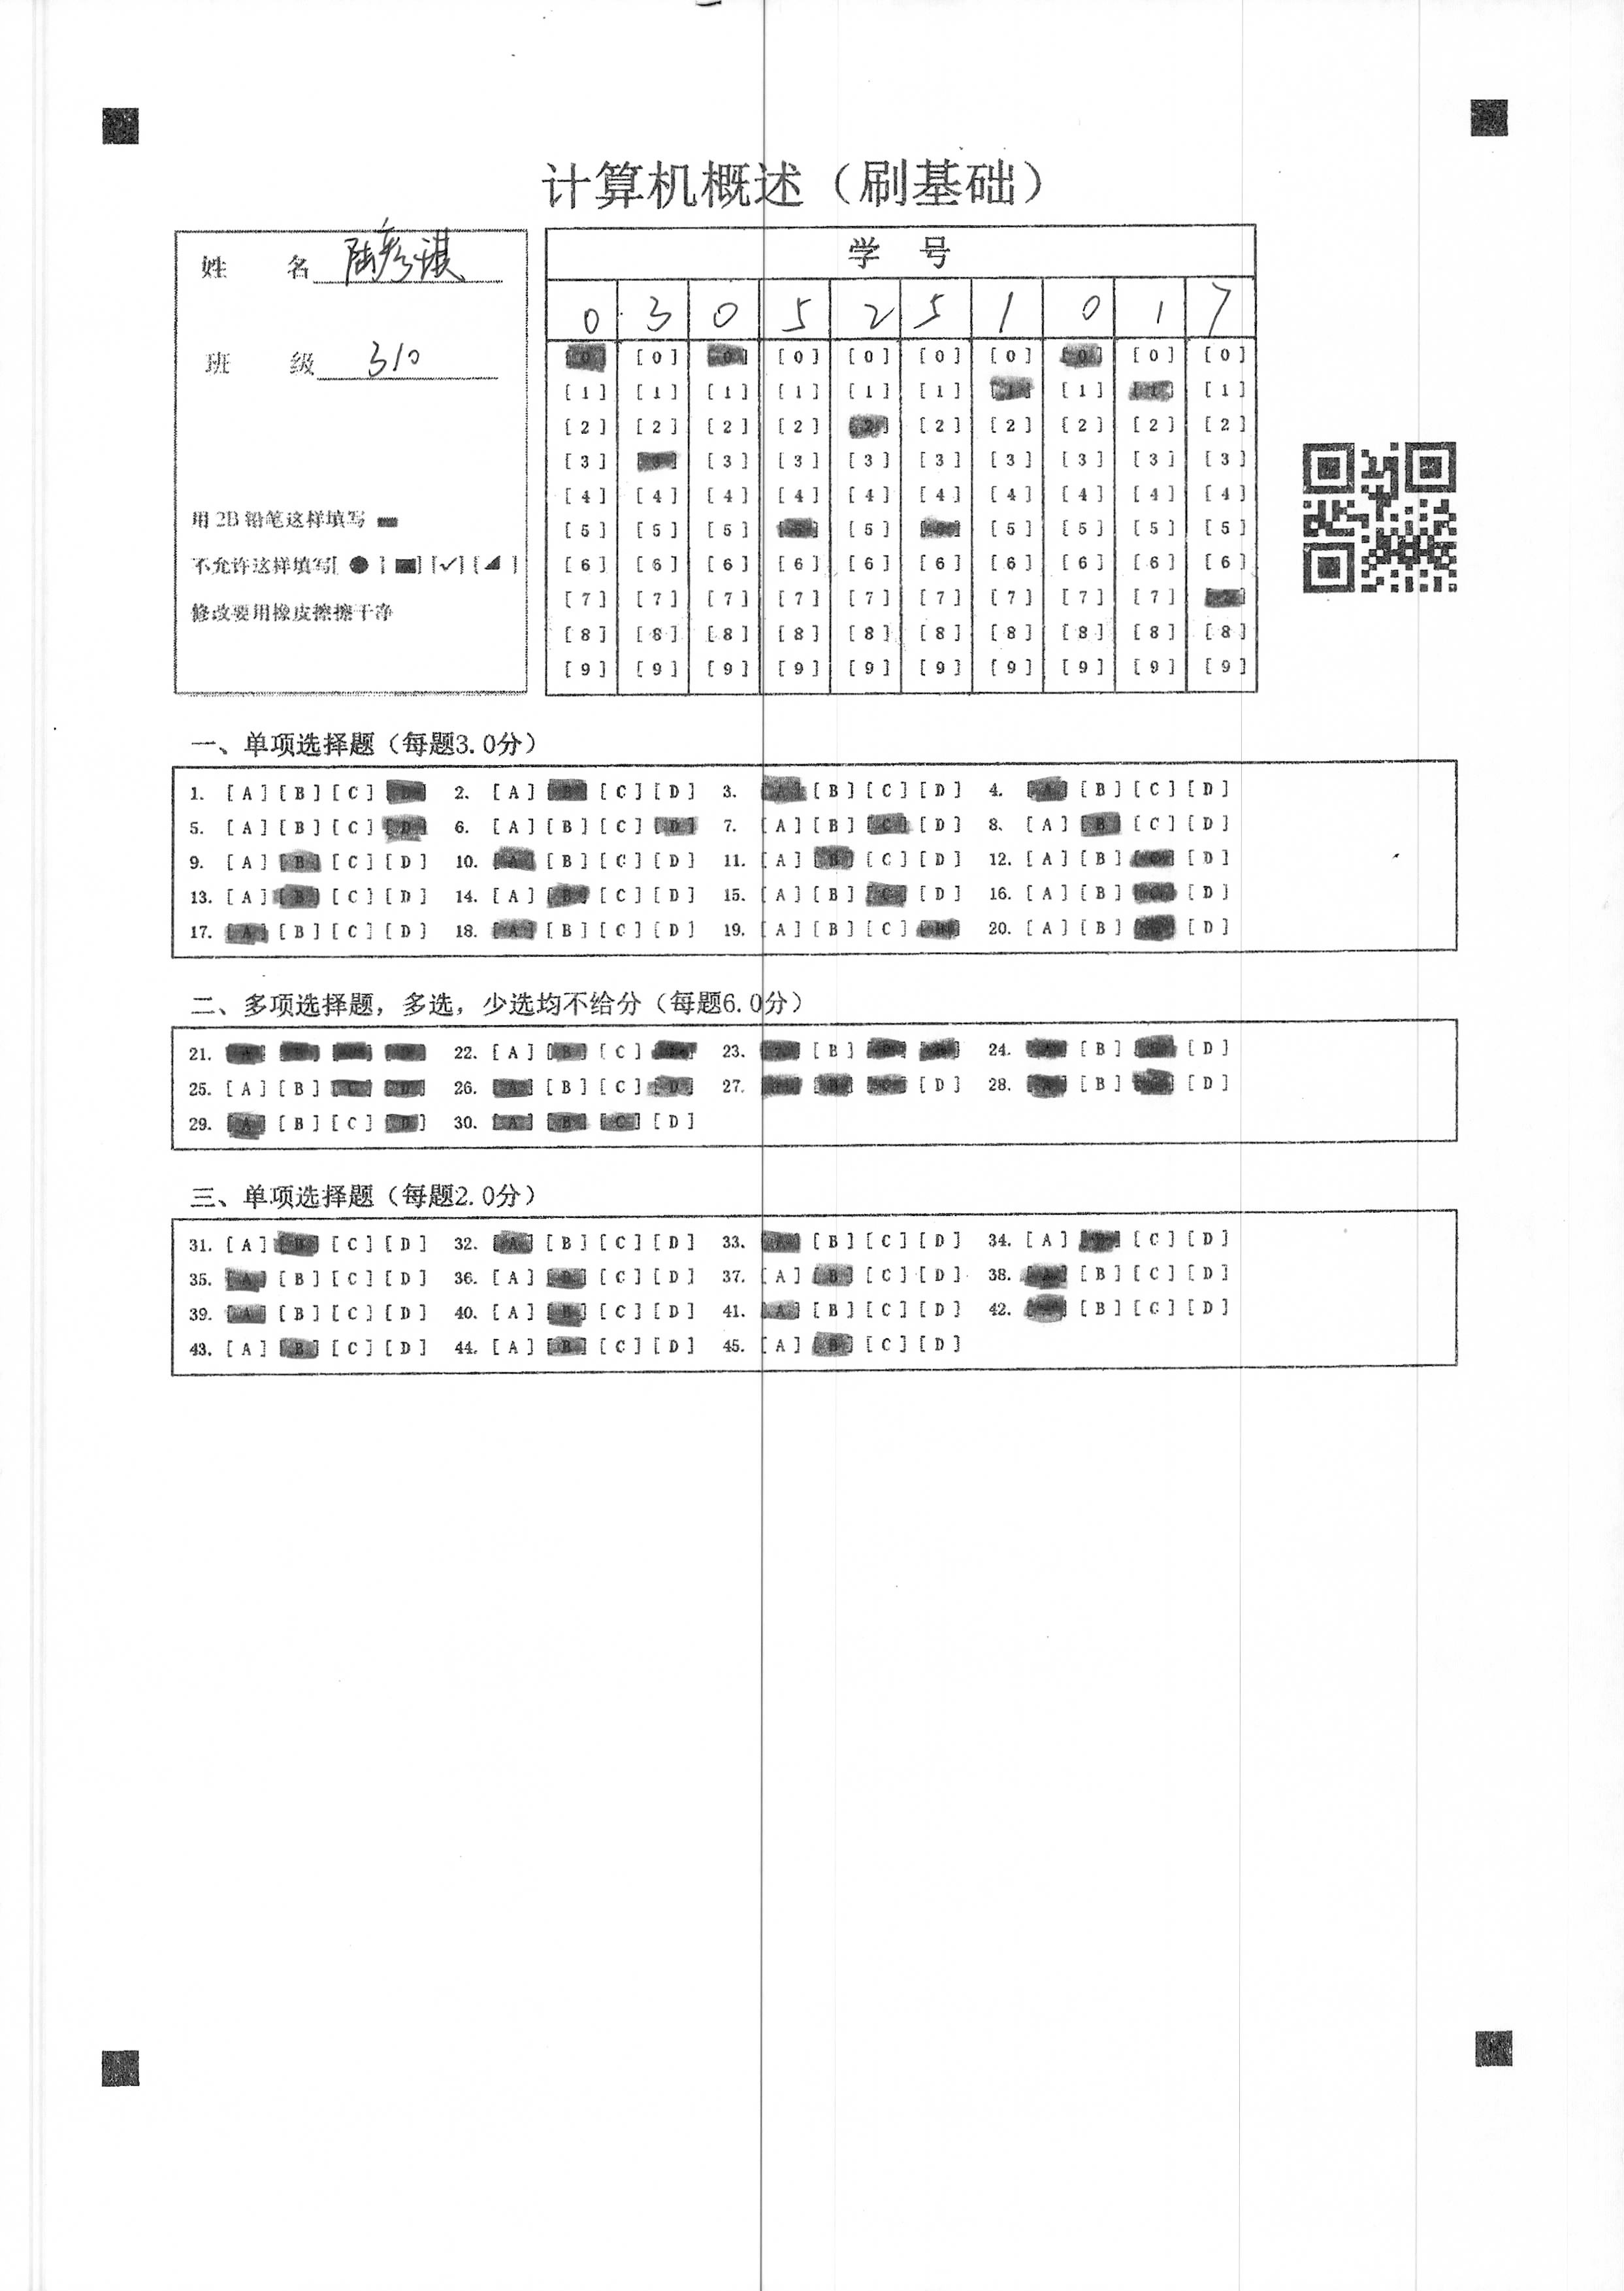 计算机概述（刷基础）
姓 名 陆彦淇
班 级 310
用 2B 铅笔这样填写
不允许这样填写[ ● ] [ ■ ] [ ✓ ] [ ◢ ]
修改要用橡皮擦擦干净
学 号
0 3 0 5 2 5 1 0 1 7
[0] [0] [0] [0] [0] [0] [0] [0] [0] [0]
[1] [1] [1] [1] [1] [1] [1] [1] [1] [1]
[2] [2] [2] [2] [2] [2] [2] [2] [2] [2]
[3] [3] [3] [3] [3] [3] [3] [3] [3] [3]
[4] [4] [4] [4] [4] [4] [4] [4] [4] [4]
[5] [5] [5] [5] [5] [5] [5] [5] [5] [5]
[6] [6] [6] [6] [6] [6] [6] [6] [6] [6]
[7] [7] [7] [7] [7] [7] [7] [7] [7]
[8] [8] [8] [8] [8] [8] [8] [8] [8] [8]
[9] [9] [9] [9] [9] [9] [9] [9] [9] [9]
一、单项选择题（每题3.0分）
1. [A] [B] [C] [D] 2. [A] [B] [C] [D] 3. [A] [B] [C] [D] 4. [A] [B] [C] [D]
5. [A] [B] [C] [D] 6. [A] [B] [C] [D] 7. [A] [B] [C] [D] 8. [A] [B] [C] [D]
9. [A] [B] [C] [D] 10. [A] [B] [C] [D] 11. [A] [B] [C] [D] 12. [A] [B] [C] [D]
13. [A] [B] [C] [D] 14. [A] [B] [C] [D] 15. [A] [B] [C] [D] 16. [A] [B] [C] [D]
17. [A] [B] [C] [D] 18. [A] [B] [C] [D] 19. [A] [B] [C] [D] 20. [A] [B] [C] [D]
二、多项选择题，多选，少选均不给分（每题6.0分）
21. [A] [B] [C] [D] 22. [A] [B] [C] [D] 23. [A] [B] [C] [D] 24. [A] [B] [C] [D]
25. [A] [B] [C] [D] 26. [A] [B] [C] [D] 27. [A] [B] [C] [D] 28. [A] [B] [C] [D]
29. [A] [B] [C] [D] 30. [A] [B] [C] [D]
三、单项选择题（每题2.0分）
31. [A] [B] [C] [D] 32. [A] [B] [C] [D] 33. [A] [B] [C] [D] 34. [A] [B] [C] [D]
35. [A] [B] [C] [D] 36. [A] [B] [C] [D] 37. [A] [B] [C] [D] 38. [A] [B] [C] [D]
39. [A] [B] [C] [D] 40. [A] [B] [C] [D] 41. [A] [B] [C] [D] 42. [A] [B] [C] [D]
43. [A] [B] [C] [D] 44. [A] [B] [C] [D] 45. [A] [B] [C] [D]